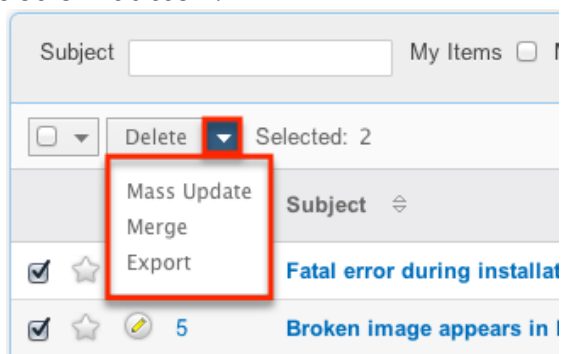 Subject My Items
Delete Selected: 2
Mass Update
Subject
Merge
Export
Fatal error during
5 Broken image appears in